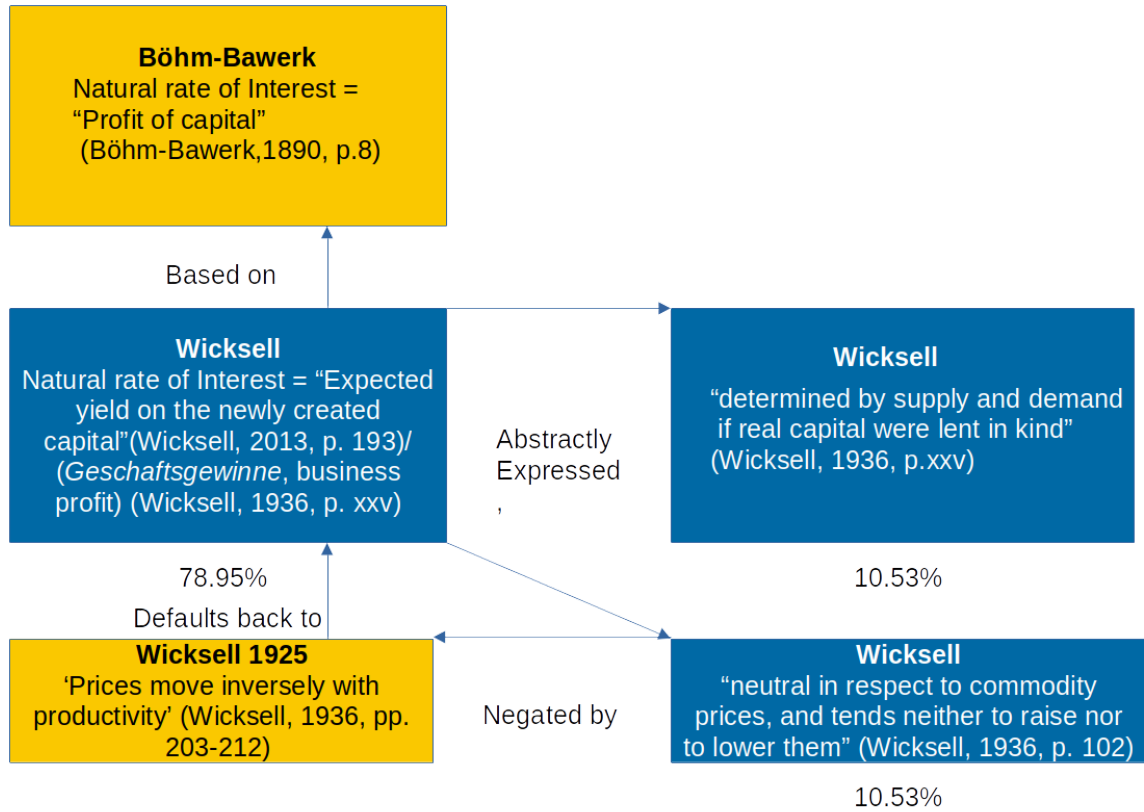 Böhm-Bawerk
Natural rate of Interest =
“Profit of capital”
(Böhm-Bawerk,1890, p.8)
Based on
Wicksell
Natural rate of Interest = “Expected
yield on the newly created
capital”(Wicksell, 2013, p. 193)/
(Geschaftsgewinne, business
profit) (Wicksell, 1936, p. xxv)
Abstractly
Expressed
,
Wicksell
“determined by supply and demand
if real capital were lent in kind”
(Wicksell, 1936, p.xxv)
78.95%
10.53%
Defaults back to
Wicksell 1925
‘Prices move inversely with
productivity’ (Wicksell, 1936, pp.
203-212)
Negated by
Wicksell
“neutral in respect to commodity
prices, and tends neither to raise nor
to lower them” (Wicksell, 1936, p. 102)
10.53%